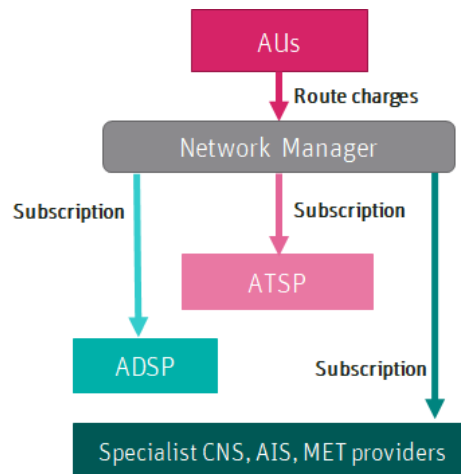 AUs
Route charges
Network Manager
Subscription
Subscription
ATSP
ADSP
Subscription
Specialist CNS, AIS, MET providers